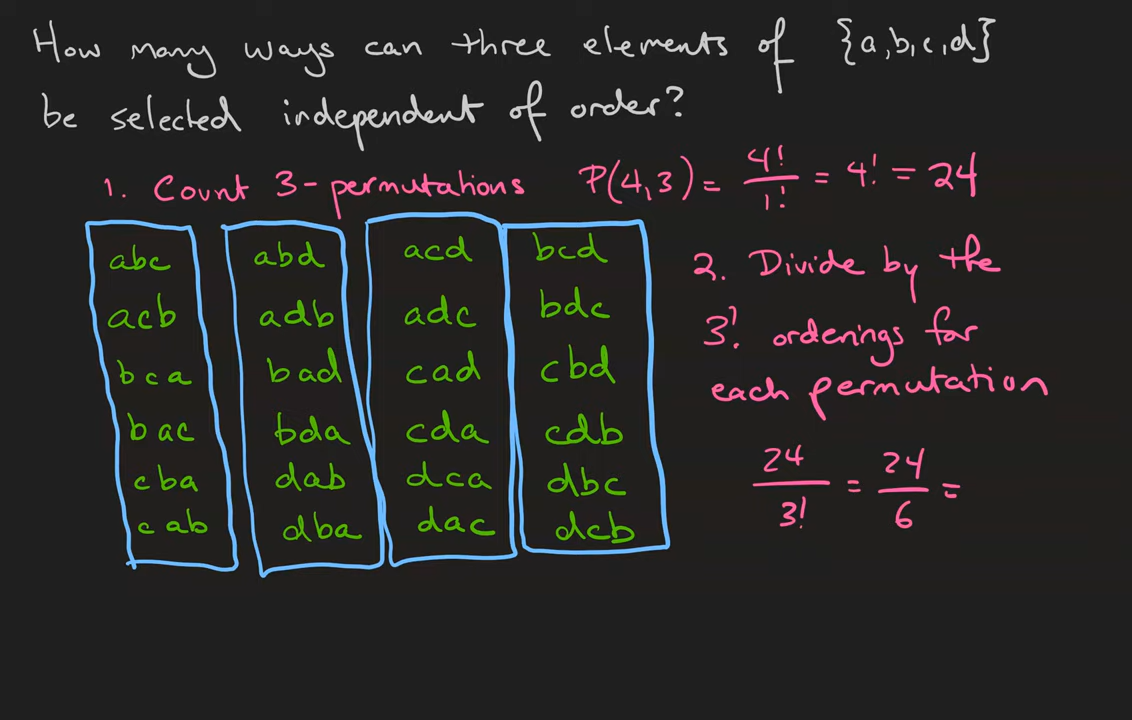 How many ways can three elements of {a,b,c,d}
be selected independent of order?
1. Count 3-permutations P(4,3) = 4!/1! = 4! = 24
abc abd acd bcd
acb adb adc bdc
bca bad cad cbd
bac bda cda cdb
cba dab dca dbc
cab dba dac dcb
2. Divide by the
3! orderings for
each permutation
24/3! = 24/6 =